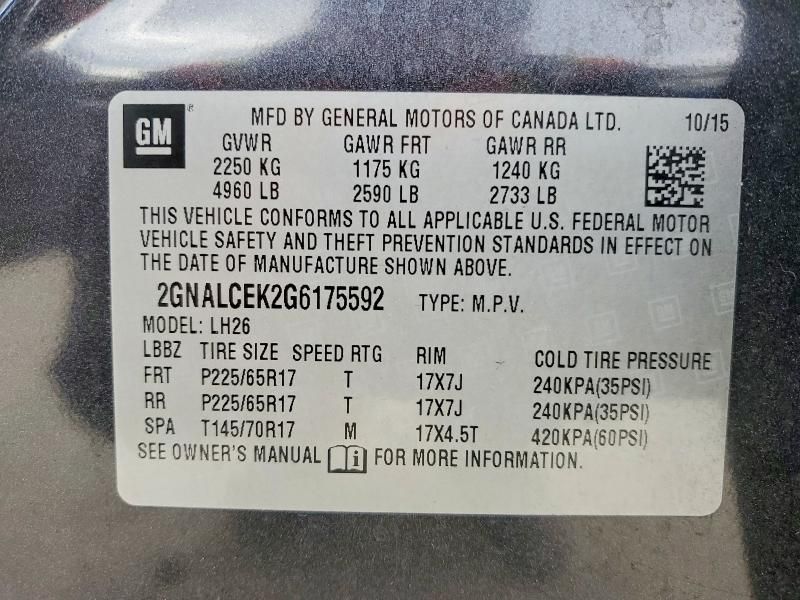 GM ®
MFD BY GENERAL MOTORS OF CANADA LTD. 10/15
GVWR GAWR FRT GAWR RR
2250 KG 1175 KG 1240 KG
4960 LB 2590 LB 2733 LB
THIS VEHICLE CONFORMS TO ALL APPLICABLE U.S. FEDERAL MOTOR
VEHICLE SAFETY AND THEFT PREVENTION STANDARDS IN EFFECT ON
THE DATE OF MANUFACTURE SHOWN ABOVE.
2GNALCEK2G6175592 TYPE: M.P.V.
MODEL: LH26
LBBZ TIRE SIZE SPEED RTG RIM COLD TIRE PRESSURE
FRT P225/65R17 T 17X7J 240KPA(35PSI)
RR P225/65R17 T 17X7J 240KPA(35PSI)
SPA T145/70R17 M 17X4.5T 420KPA(60PSI)
SEE OWNER'S MANUAL i FOR MORE INFORMATION.